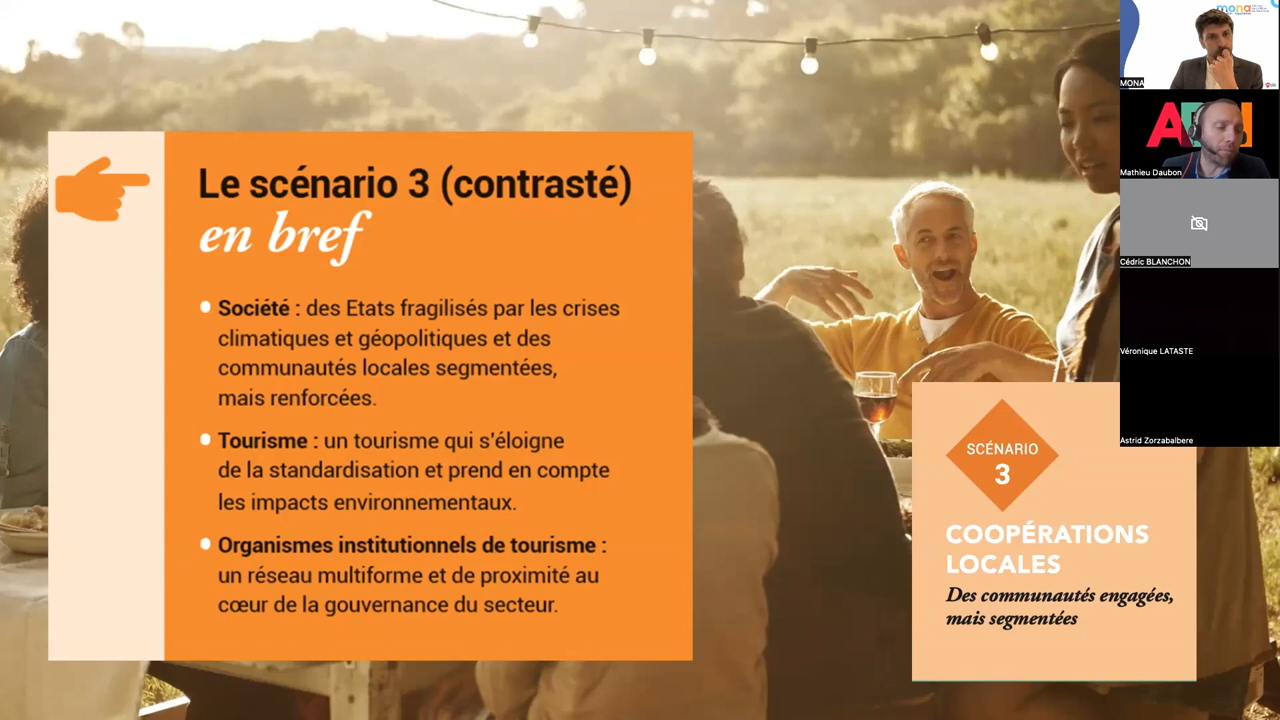 Le scénario 3 (contrasté)
en bref
Société : des Etats fragilisés par les crises
climatiques et géopolitiques et des
communautés locales segmentées,
mais renforcées.
Tourisme : un tourisme qui s'éloigne
de la standardisation et prend en compte
les impacts environnementaux.
Organismes institutionnels de tourisme :
un réseau multiforme et de proximité au
cœur de la gouvernance du secteur.
SCÉNARIO
3
COOPÉRATIONS
LOCALES
Des communautés engagées,
mais segmentées
mona
MONA
Mathieu Daubon
Cédric BLANCHON
Véronique LATASTE
Astrid Zorzabalbere